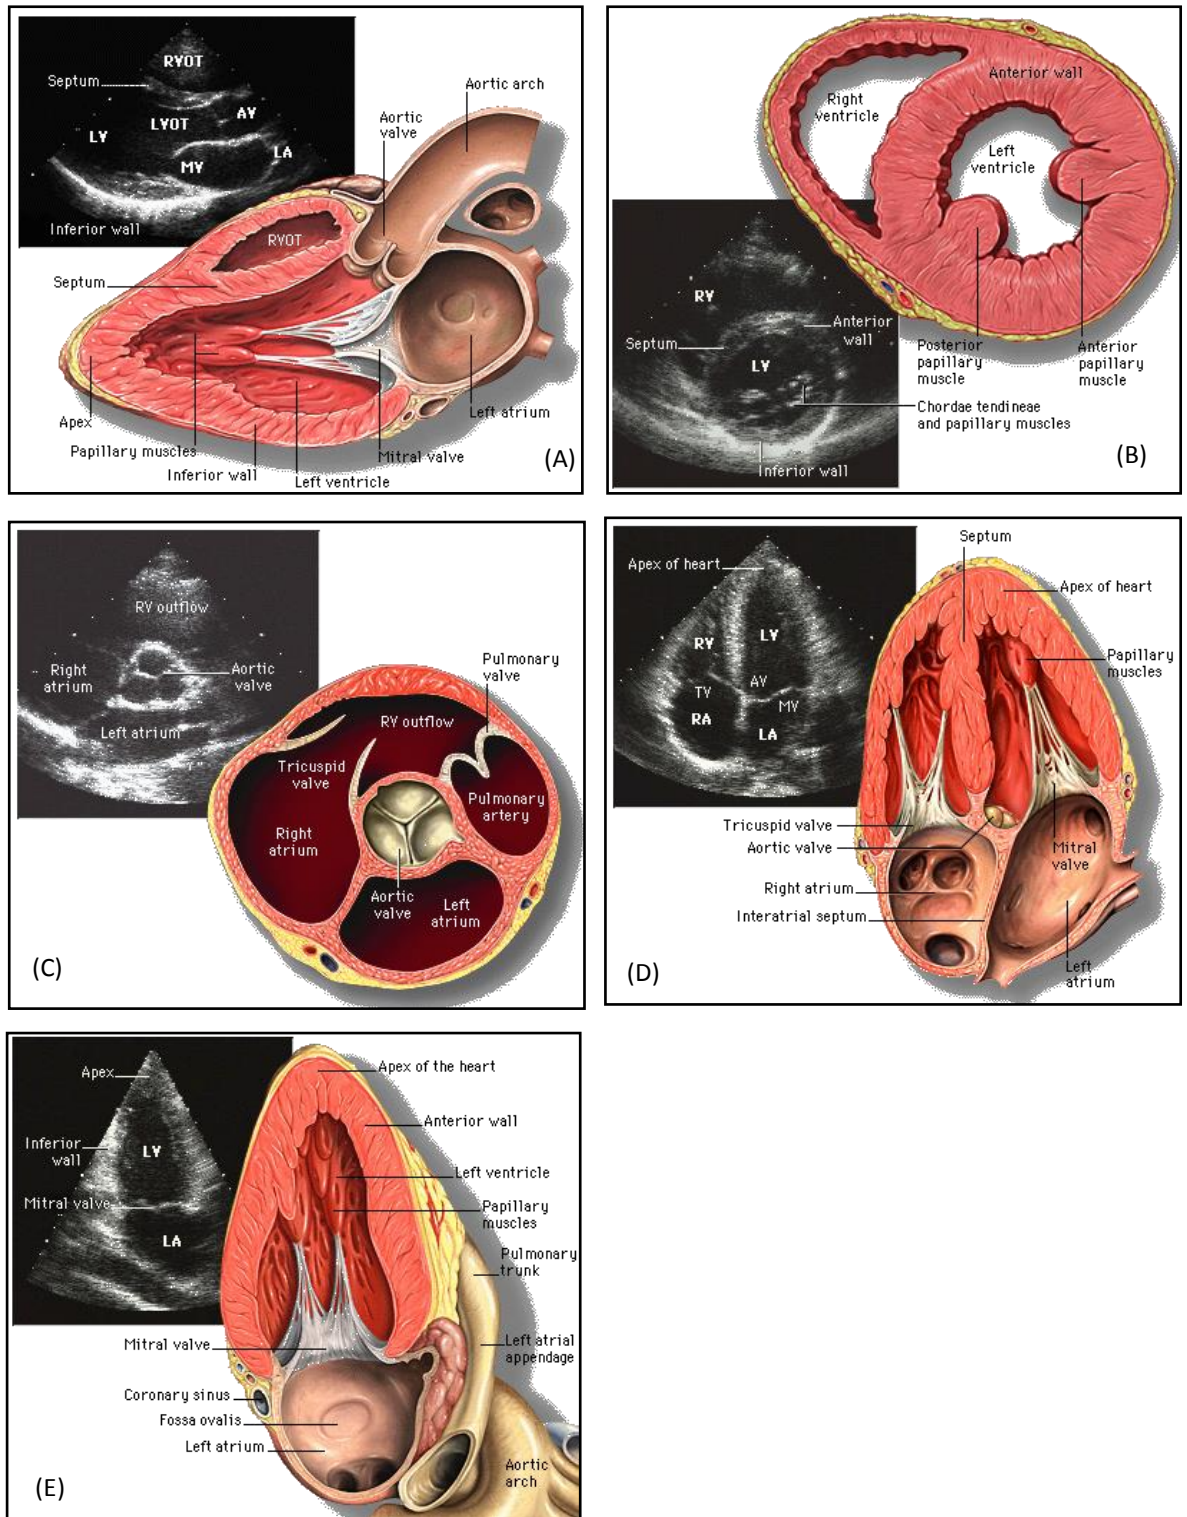 RVOT
Septum
LVOT
AV
LV
MV
LA
Inferior wall
Aortic arch
Aortic
valve
RVOT
Septum
Apex
Papillary muscles
Inferior wall
Left ventricle
Mitral valve
Left atrium
(A)
Anterior wall
Right
ventricle
Left
ventricle
RV
Septum
Anterior
wall
LV
Posterior
papillary
muscle
Anterior
papillary
muscle
Chordae tendineae
and papillary muscles
Inferior wall
(B)
RV outflow
Right
atrium
Aortic
valve
Left atrium
Pulmonary
valve
RV outflow
Tricuspid
valve
Pulmonary
artery
Right
atrium
Aortic
valve
Left
atrium
(C)
Septum
Apex of heart
Apex of heart
RV
LV
Papillary
muscles
TV
AV
MV
RA
LA
Tricuspid valve
Aortic valve
Mitral
valve
Right atrium
Interatrial septum
Left
atrium
(D)
Apex
Apex of the heart
Anterior wall
Inferior
wall
LV
Left ventricle
Mitral valve
Papillary
muscles
LA
Pulmonary
trunk
Mitral valve
Left atrial
appendage
Coronary sinus
Fossa ovalis
Left atrium
Aortic
arch
(E)